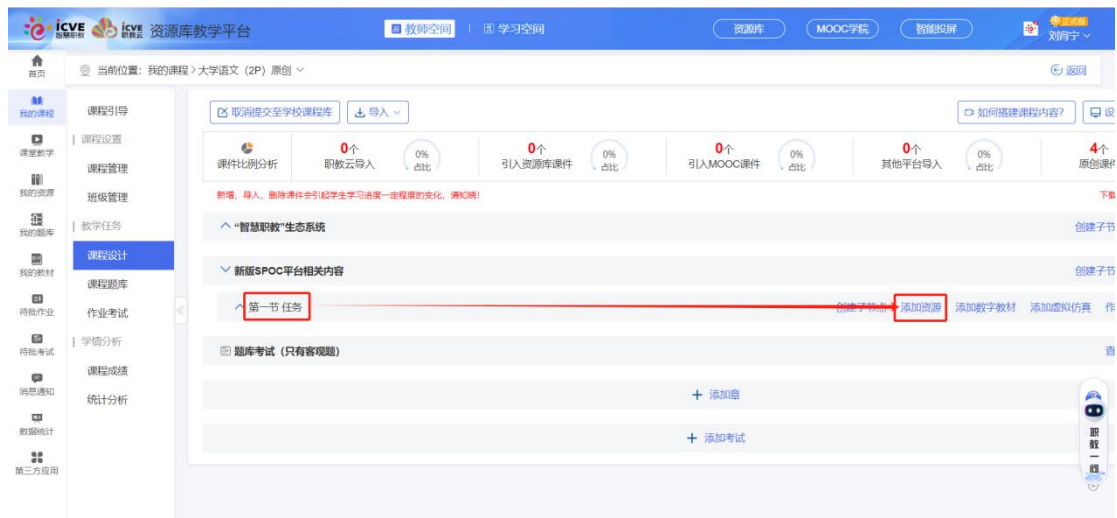 icve 智慧职教 icve 职教云 资源库教学平台 教师空间 学习空间 资源库 MOOC学院 智能投屏 正式版 刘宵宁
首页 当前位置：我的课程 > 大学语文（2P）原创 返回
我的课程
课堂教学
我的资源
我的题库
我的教材
待批作业
待批考试
消息通知
数据统计
第三方应用
课程引导
课程设置
课程管理
班级管理
教学任务
课程设计
课程题库
作业考试
学情分析
课程成绩
统计分析
取消提交至学校课程库 导入 如何搭建课程内容? 设
课件比例分析
0个
职教云导入
0%
占比
0个
引入资源库课件
0%
占比
0个
引入MOOC课件
0%
占比
0个
其他平台导入
0%
占比
4个
原创课件
新增、导入、删除课件会引起学生学习进度一定程度的变化，请知晓! 下载
“智慧职教”生态系统 创建子节
新版SPOC平台相关内容 创建子节
第一节 任务 创建子节点 添加资源 添加数字教材 添加虚拟仿真 作
题库考试（只有客观题） 查
+ 添加章
+ 添加考试
职教一线